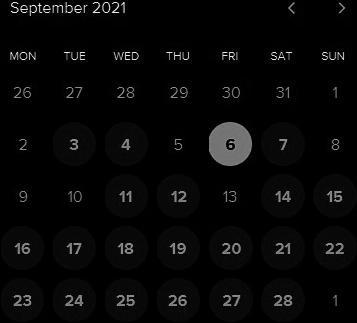 September 2021
MON TUE WED THU FRI SAT SUN
26 27 28 29 30 31 1
2 3 4 5 6 7 8
9 10 11 12 13 14 15
16 17 18 19 20 21 22
23 24 25 26 27 28 1